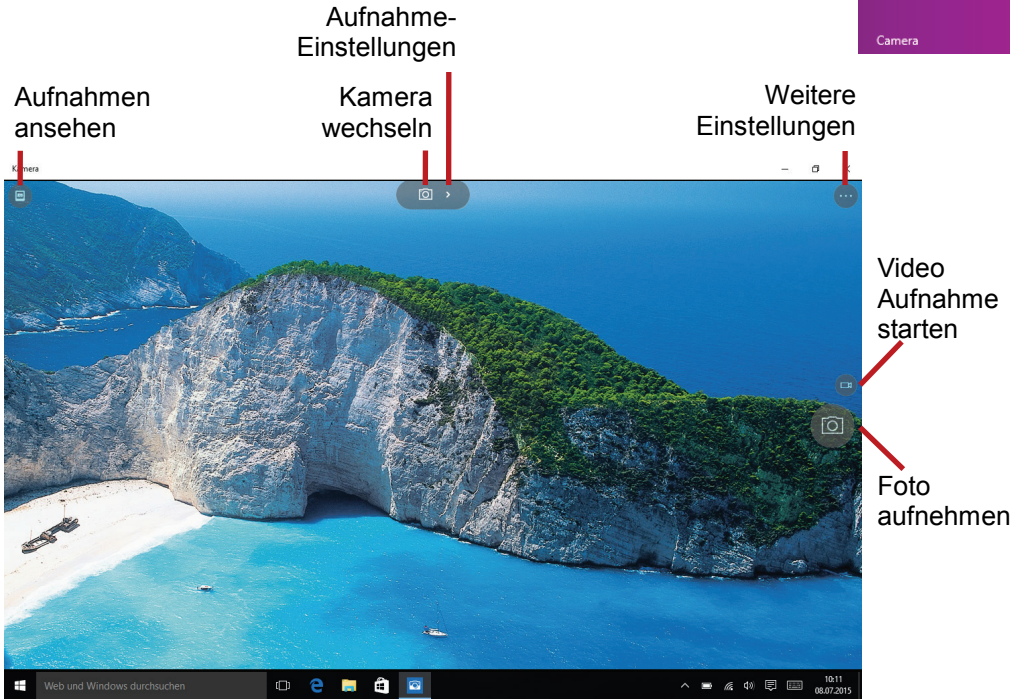 Aufnahme-
Einstellungen
Camera
Aufnahmen
ansehen
Kamera
wechseln
Weitere
Einstellungen
Kamera
Video
Aufnahme
starten
Foto
aufnehmen
Web und Windows durchsuchen
10:11
08.07.2015